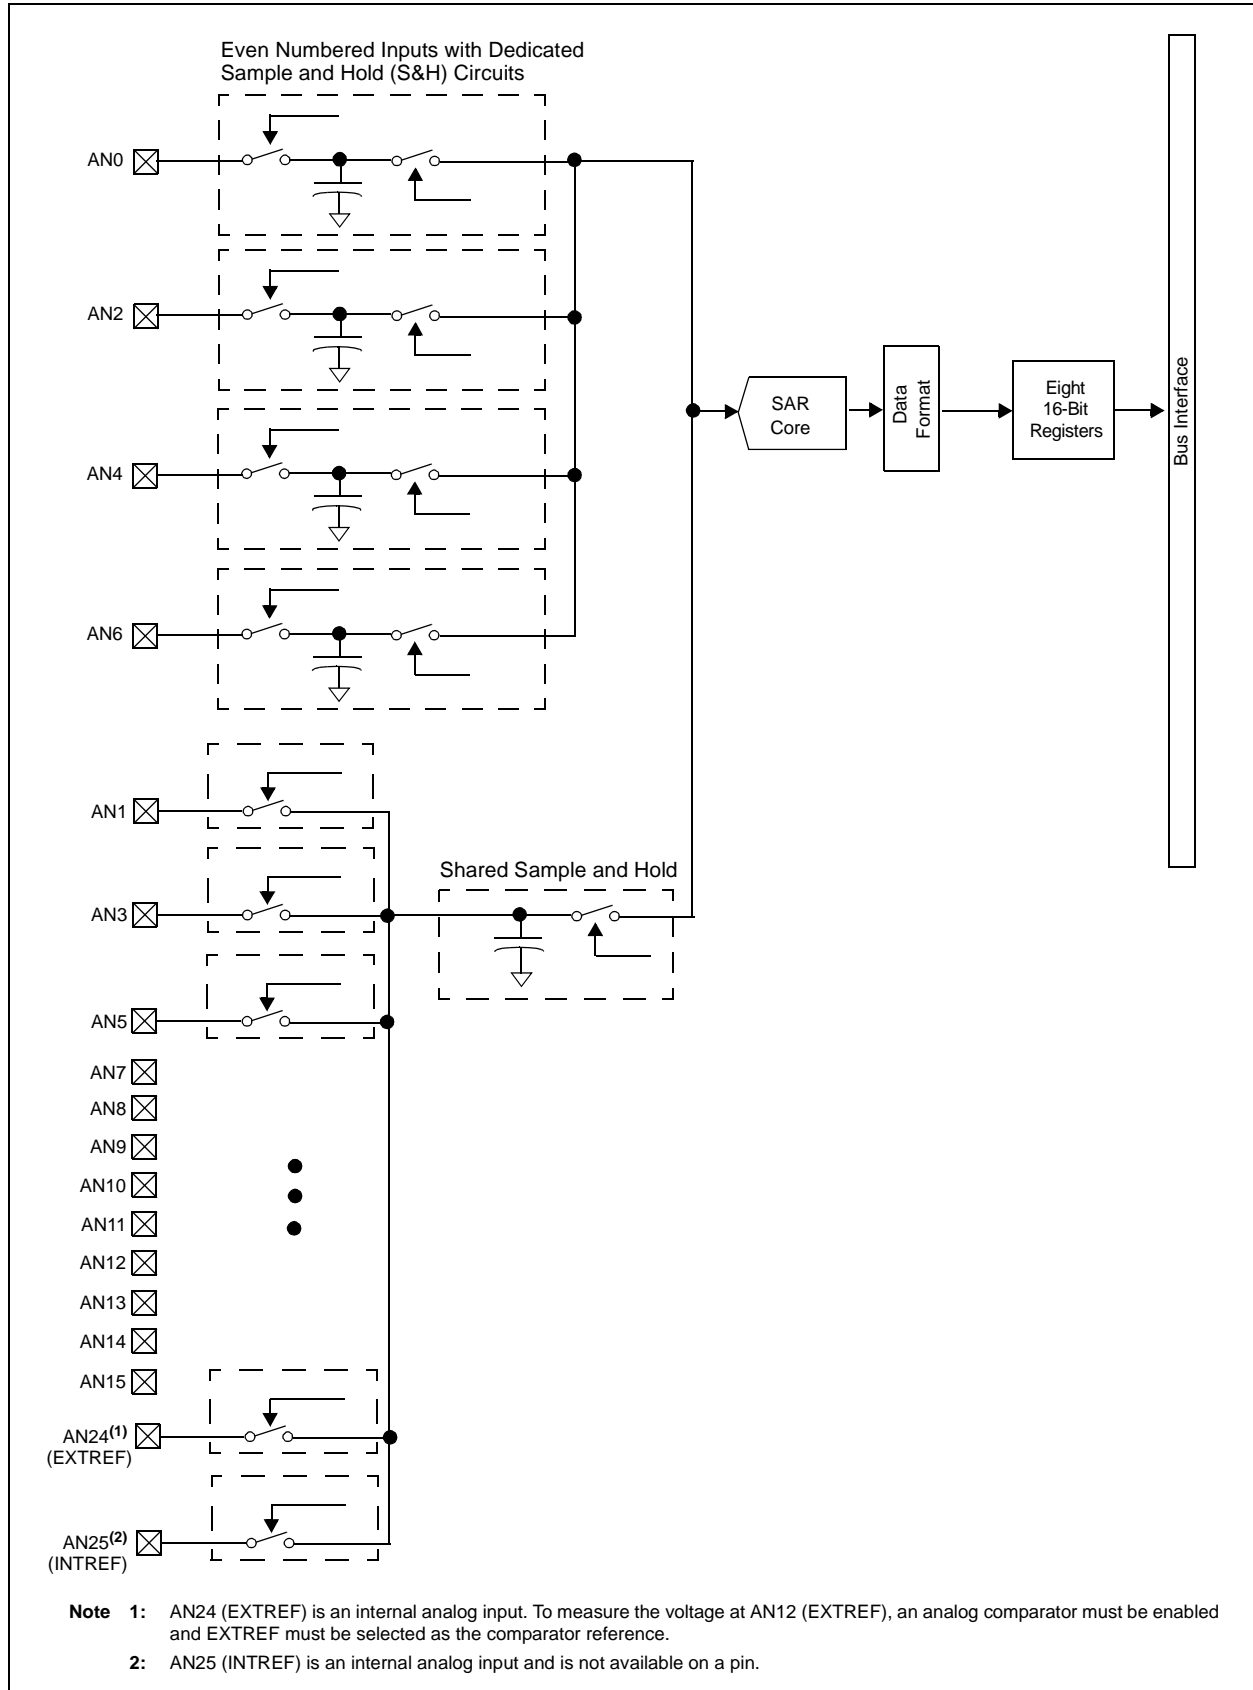 Even Numbered Inputs with Dedicated
Sample and Hold (S&H) Circuits
AN0
AN2
AN4
AN6
SAR
Core
Data
Format
Eight
16-Bit
Registers
Bus Interface
AN1
AN3
Shared Sample and Hold
AN5
AN7
AN8
AN9
AN10
AN11
AN12
AN13
AN14
AN15
AN24(1)
(EXTREF)
AN25(2)
(INTREF)
Note 1: AN24 (EXTREF) is an internal analog input. To measure the voltage at AN12 (EXTREF), an analog comparator must be enabled
and EXTREF must be selected as the comparator reference.
2: AN25 (INTREF) is an internal analog input and is not available on a pin.